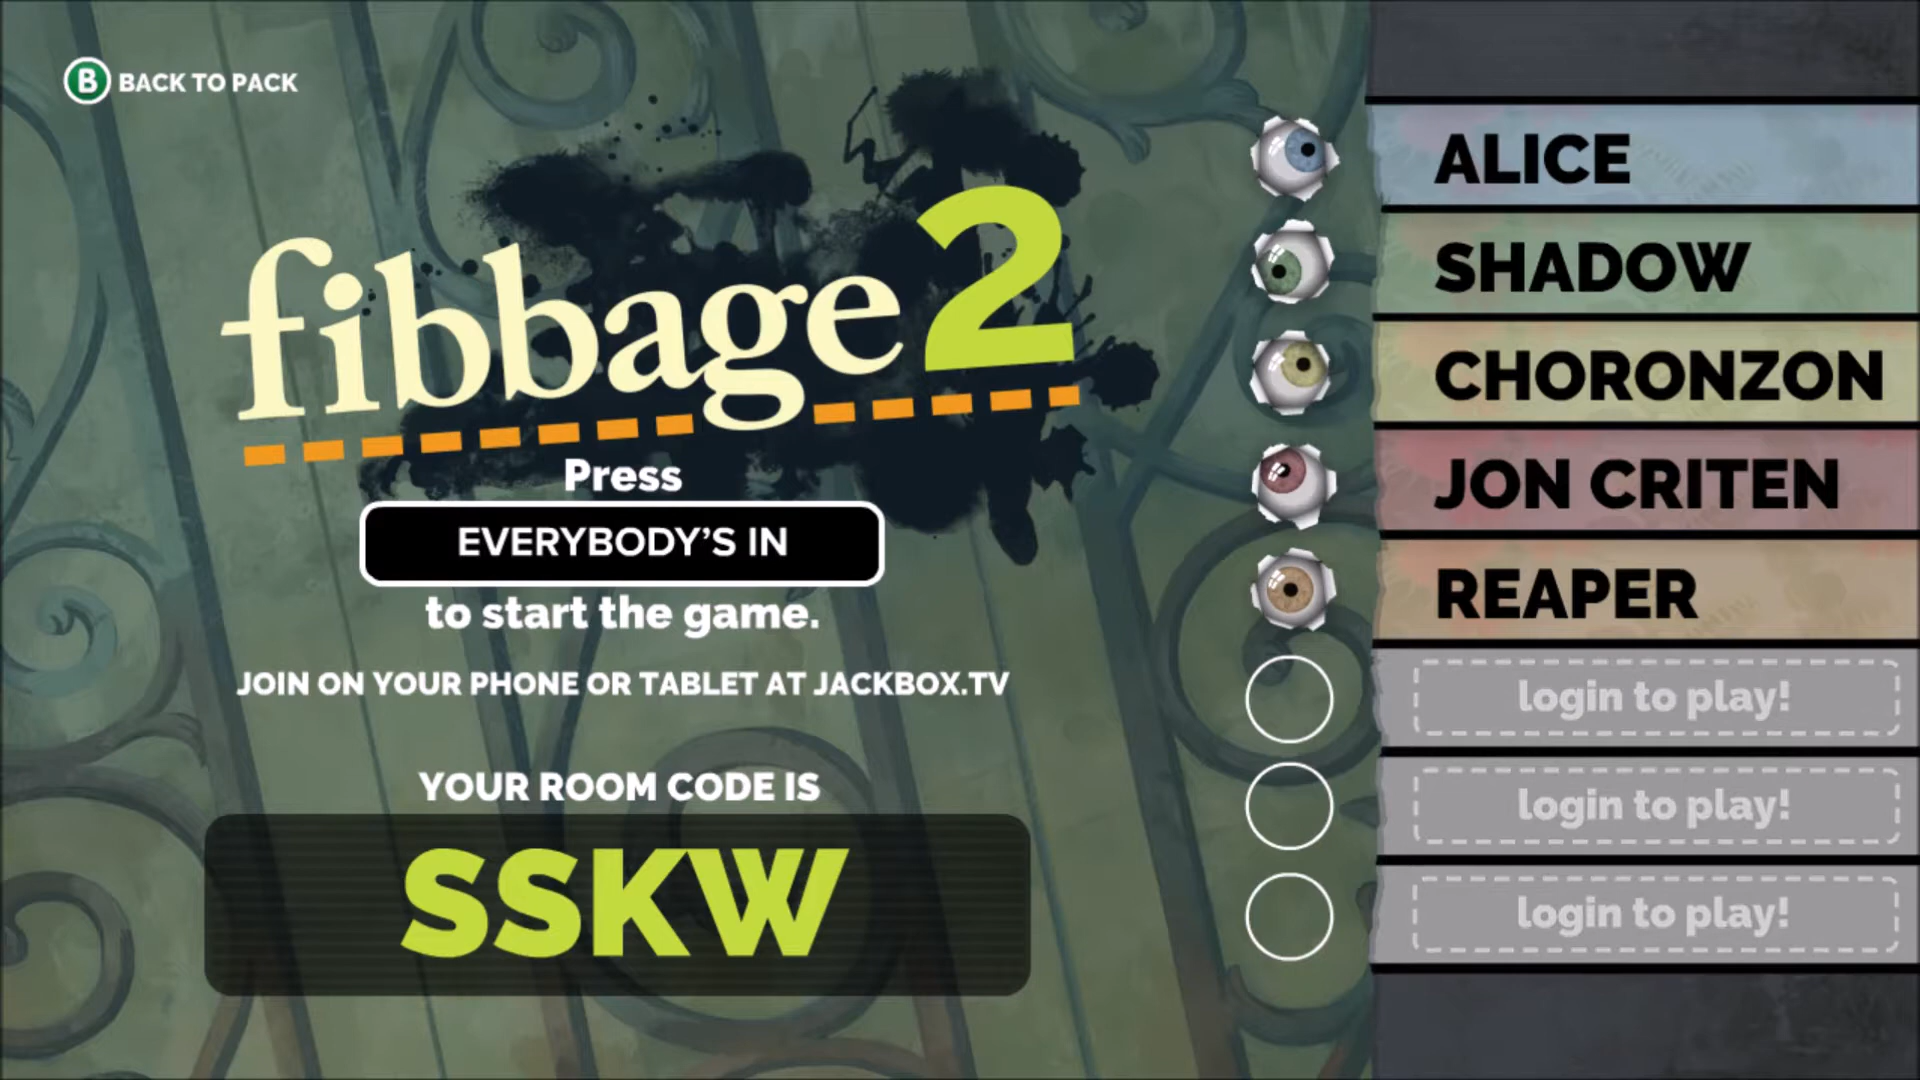 B BACK TO PACK
fibbage 2
Press
EVERYBODY'S IN
to start the game.
JOIN ON YOUR PHONE OR TABLET AT JACKBOX.TV
YOUR ROOM CODE IS
SSKW
ALICE
SHADOW
CHORONZON
JON CRITEN
REAPER
login to play!
login to play!
login to play!